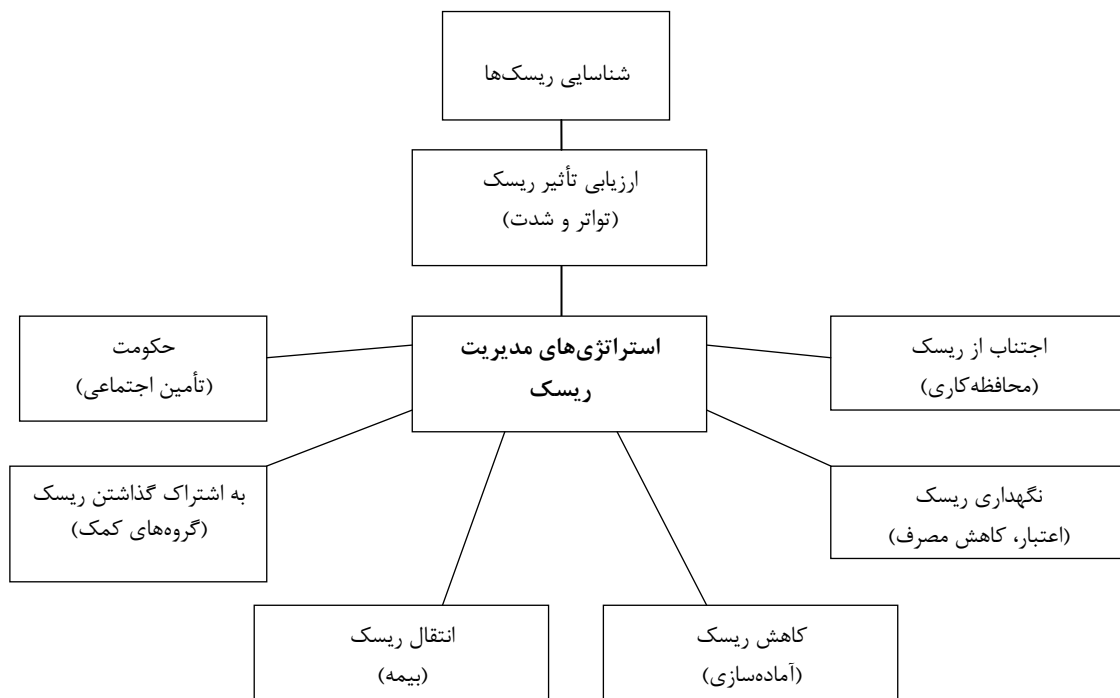 شناسایی ریسک‌ها
ارزیابی تأثیر ریسک
(تواتر و شدت)
استراتژی‌های مدیریت
ریسک
اجتناب از ریسک
(محافظه‌کاری)
حکومت
(تأمین اجتماعی)
نگهداری ریسک
(اعتبار، کاهش مصرف)
به اشتراک گذاشتن ریسک
(گروه‌های کمک)
کاهش ریسک
(آماده‌سازی)
انتقال ریسک
(بیمه)